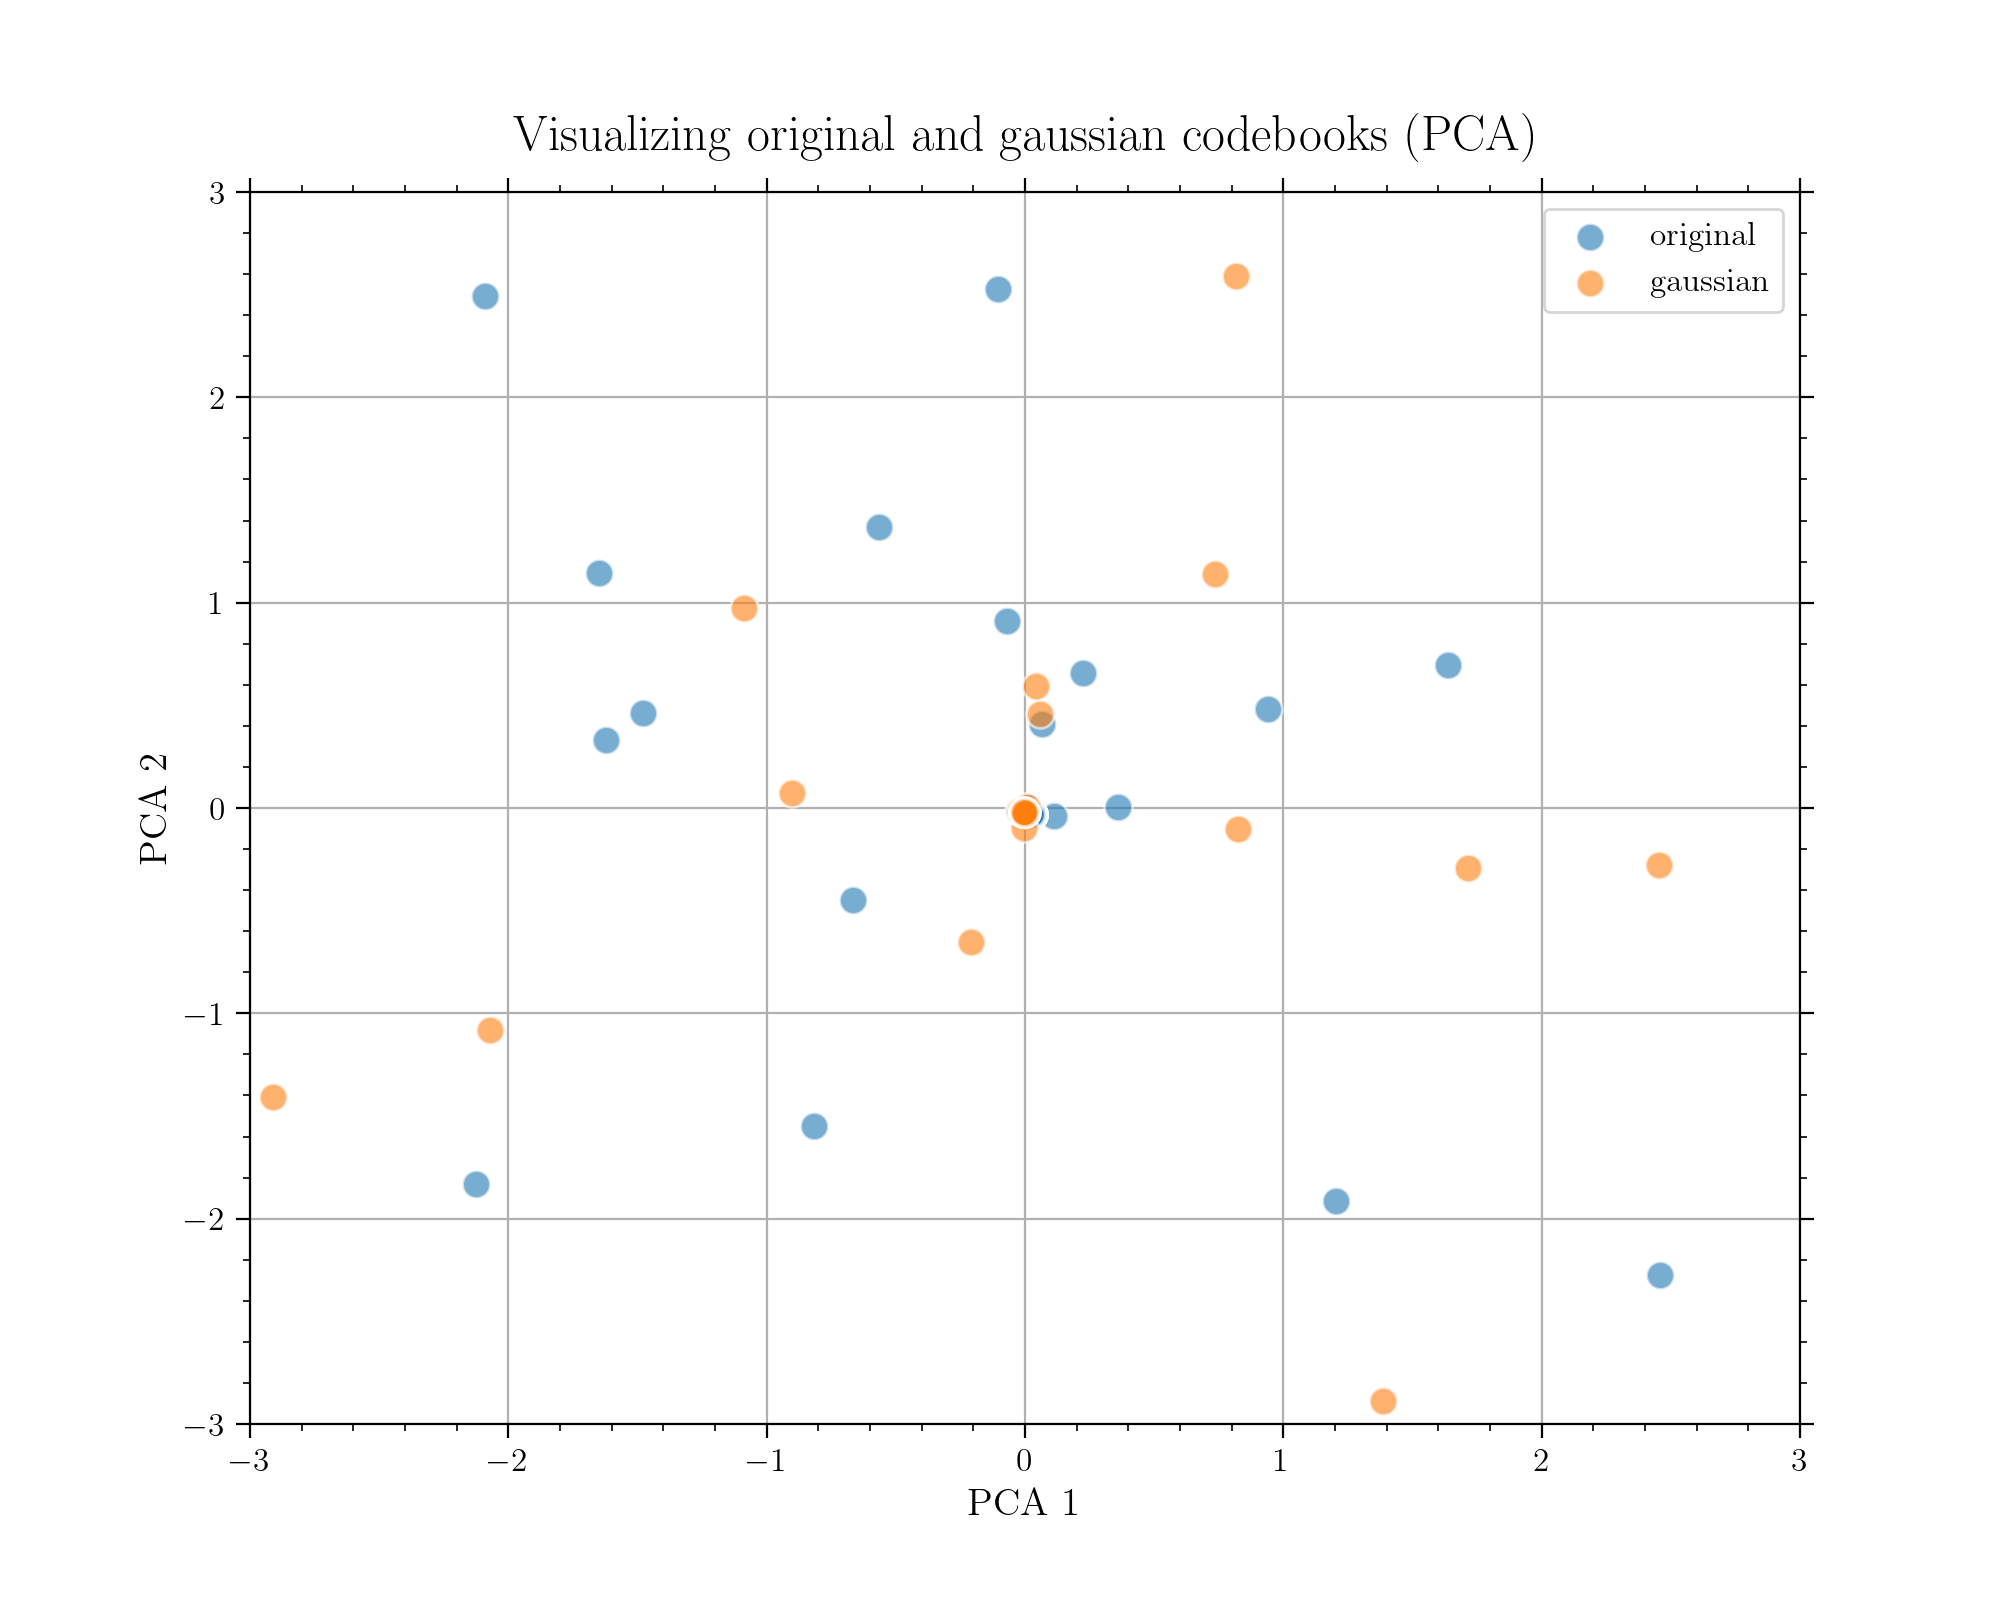 Visualizing original and gaussian codebooks (PCA)
original
gaussian
3
2
1
0
−1
−2
−3
PCA 2
−3 −2 −1 0 1 2 3
PCA 1